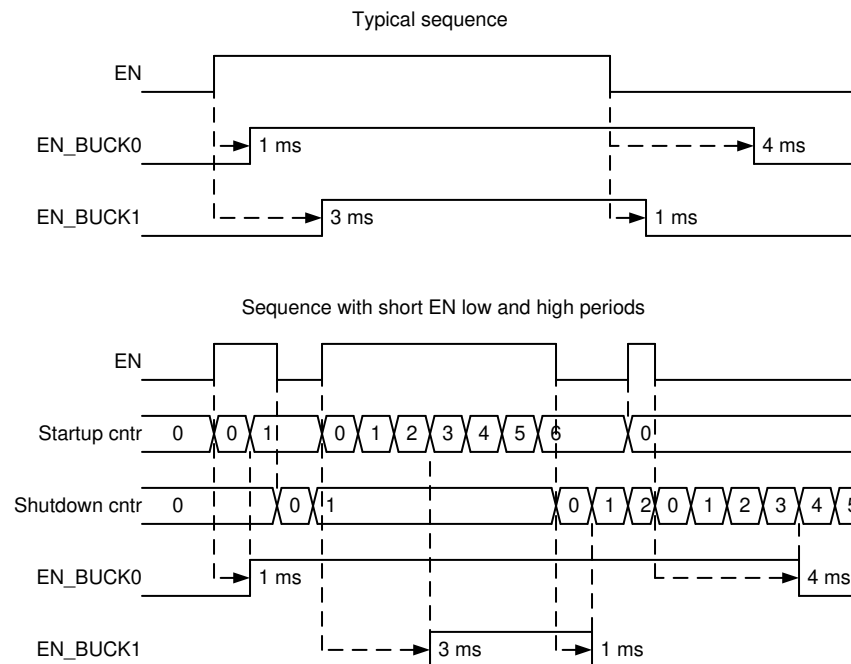 Typical sequence
EN
EN_BUCK0 1 ms 4 ms
EN_BUCK1 3 ms 1 ms
Sequence with short EN low and high periods
EN
Startup cntr 0 0 1 0 1 2 3 4 5 6 0
Shutdown cntr 0 0 1 0 1 2 0 1 2 3 4 5
EN_BUCK0 1 ms 4 ms
EN_BUCK1 3 ms 1 ms